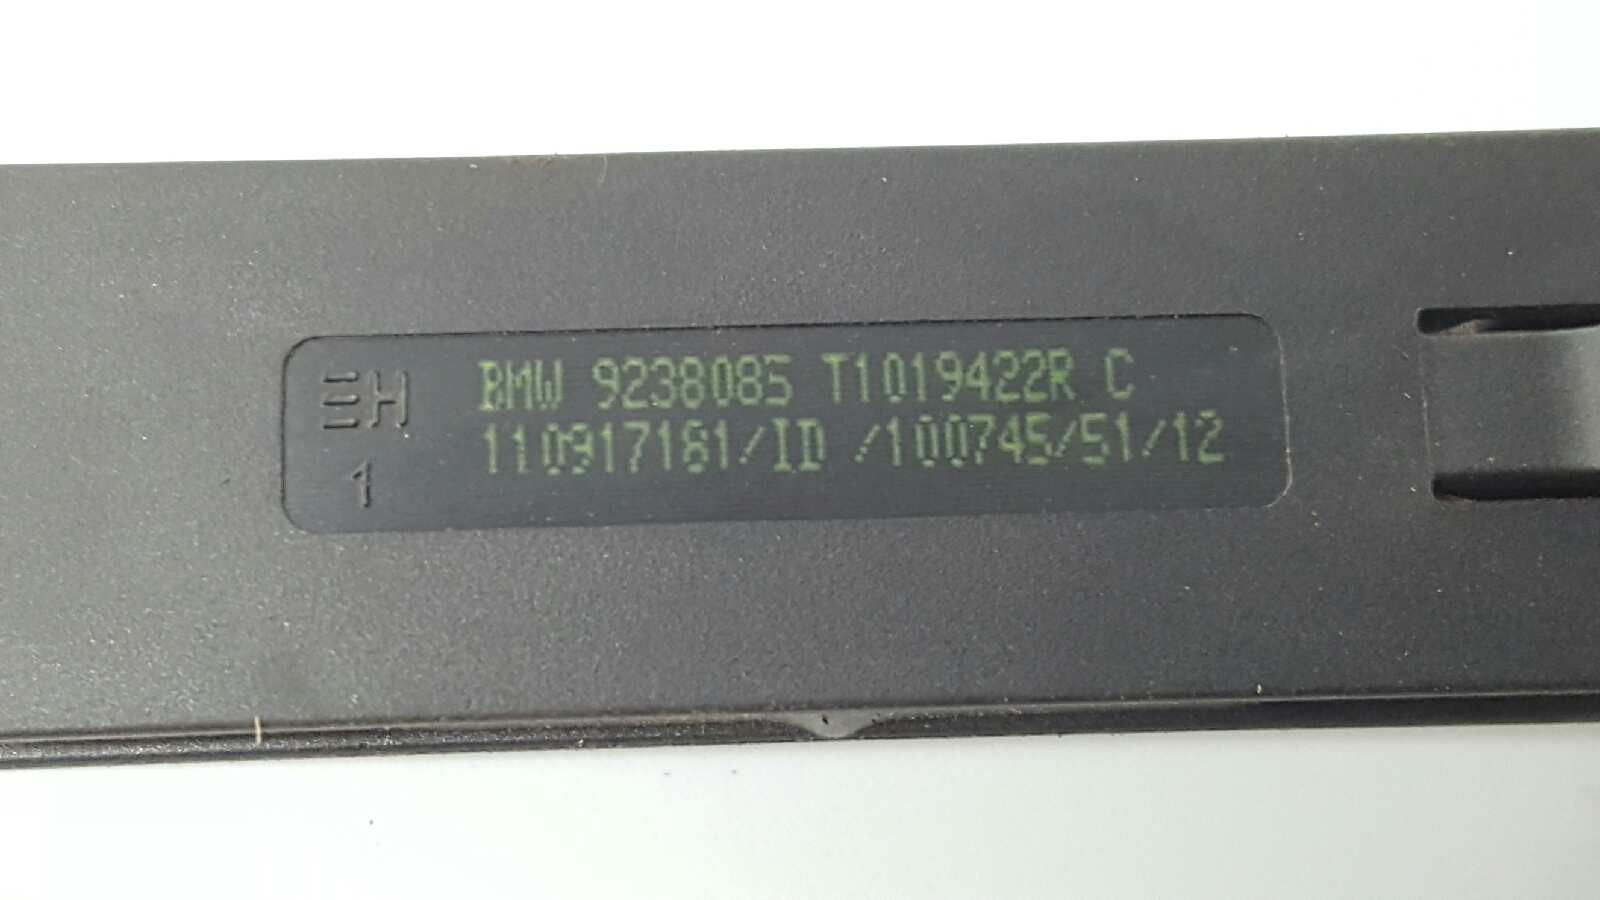 EH BMW 9238085 T1019422R C
1 110917181/ID /100745/51/12